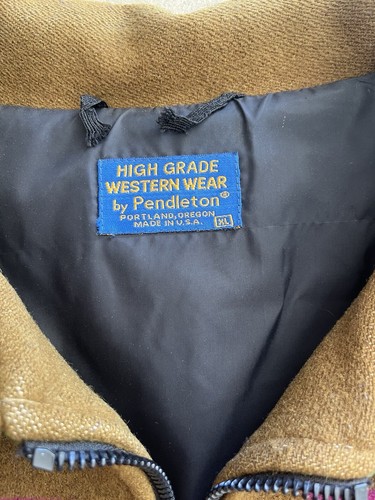 HIGH GRADE
WESTERN WEAR
by Pendleton®
PORTLAND, OREGON
MADE IN U.S.A. XL